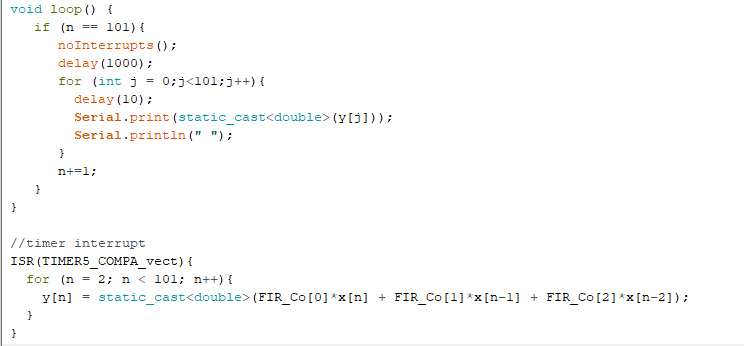 void loop() {
if (n == 101){
noInterrupts();
delay(1000);
for (int j = 0;j<101;j++){
delay(10);
Serial.print(static_cast<double>(y[j]));
Serial.println(" ");
}
n+=1;
}
}
//timer interrupt
ISR(TIMER5_COMPA_vect){
for (n = 2; n < 101; n++){
y[n] = static_cast<double>(FIR_Co[0]*x[n] + FIR_Co[1]*x[n-1] + FIR_Co[2]*x[n-2]);
}
}